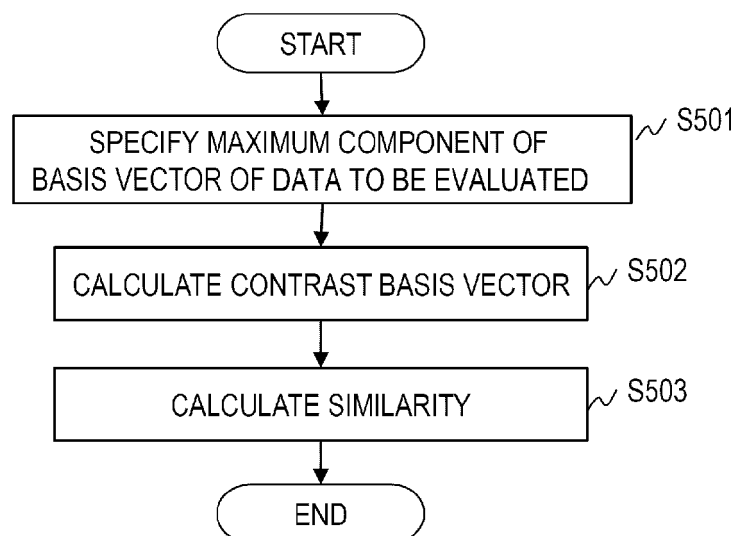 START
SPECIFY MAXIMUM COMPONENT OF
BASIS VECTOR OF DATA TO BE EVALUATED
S501
CALCULATE CONTRAST BASIS VECTOR
S502
CALCULATE SIMILARITY
S503
END